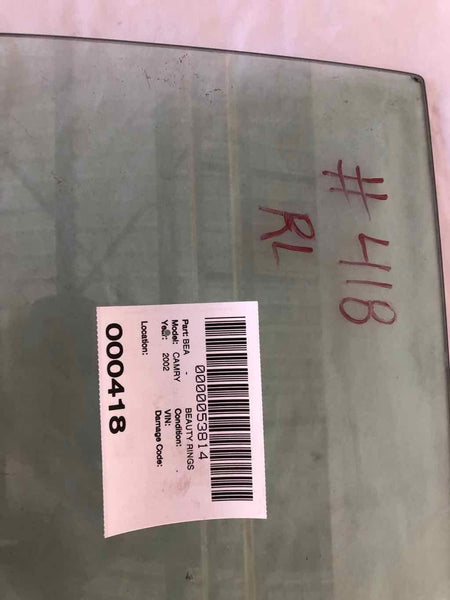 # 418
RL
0000053814
Part: BEA - BEAUTY RINGS
Model: CAMRY Condition: -
Year: 2002 VIN:
Damage Code:
Location:
000418